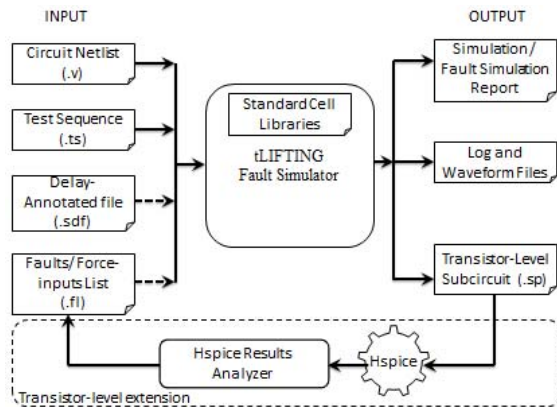 INPUT
OUTPUT
Circuit Netlist
(.v)
Test Sequence
(.ts)
Delay-
Annotated file
(.sdf)
Faults/Force-
inputs List
(.fl)
Standard Cell
Libraries
tLIFTING
Fault Simulator
Simulation /
Fault Simulation
Report
Log and
Waveform Files
Transistor-Level
Subcircuit (.sp)
Hspice Results
Analyzer
Hspice
Transistor-level extension